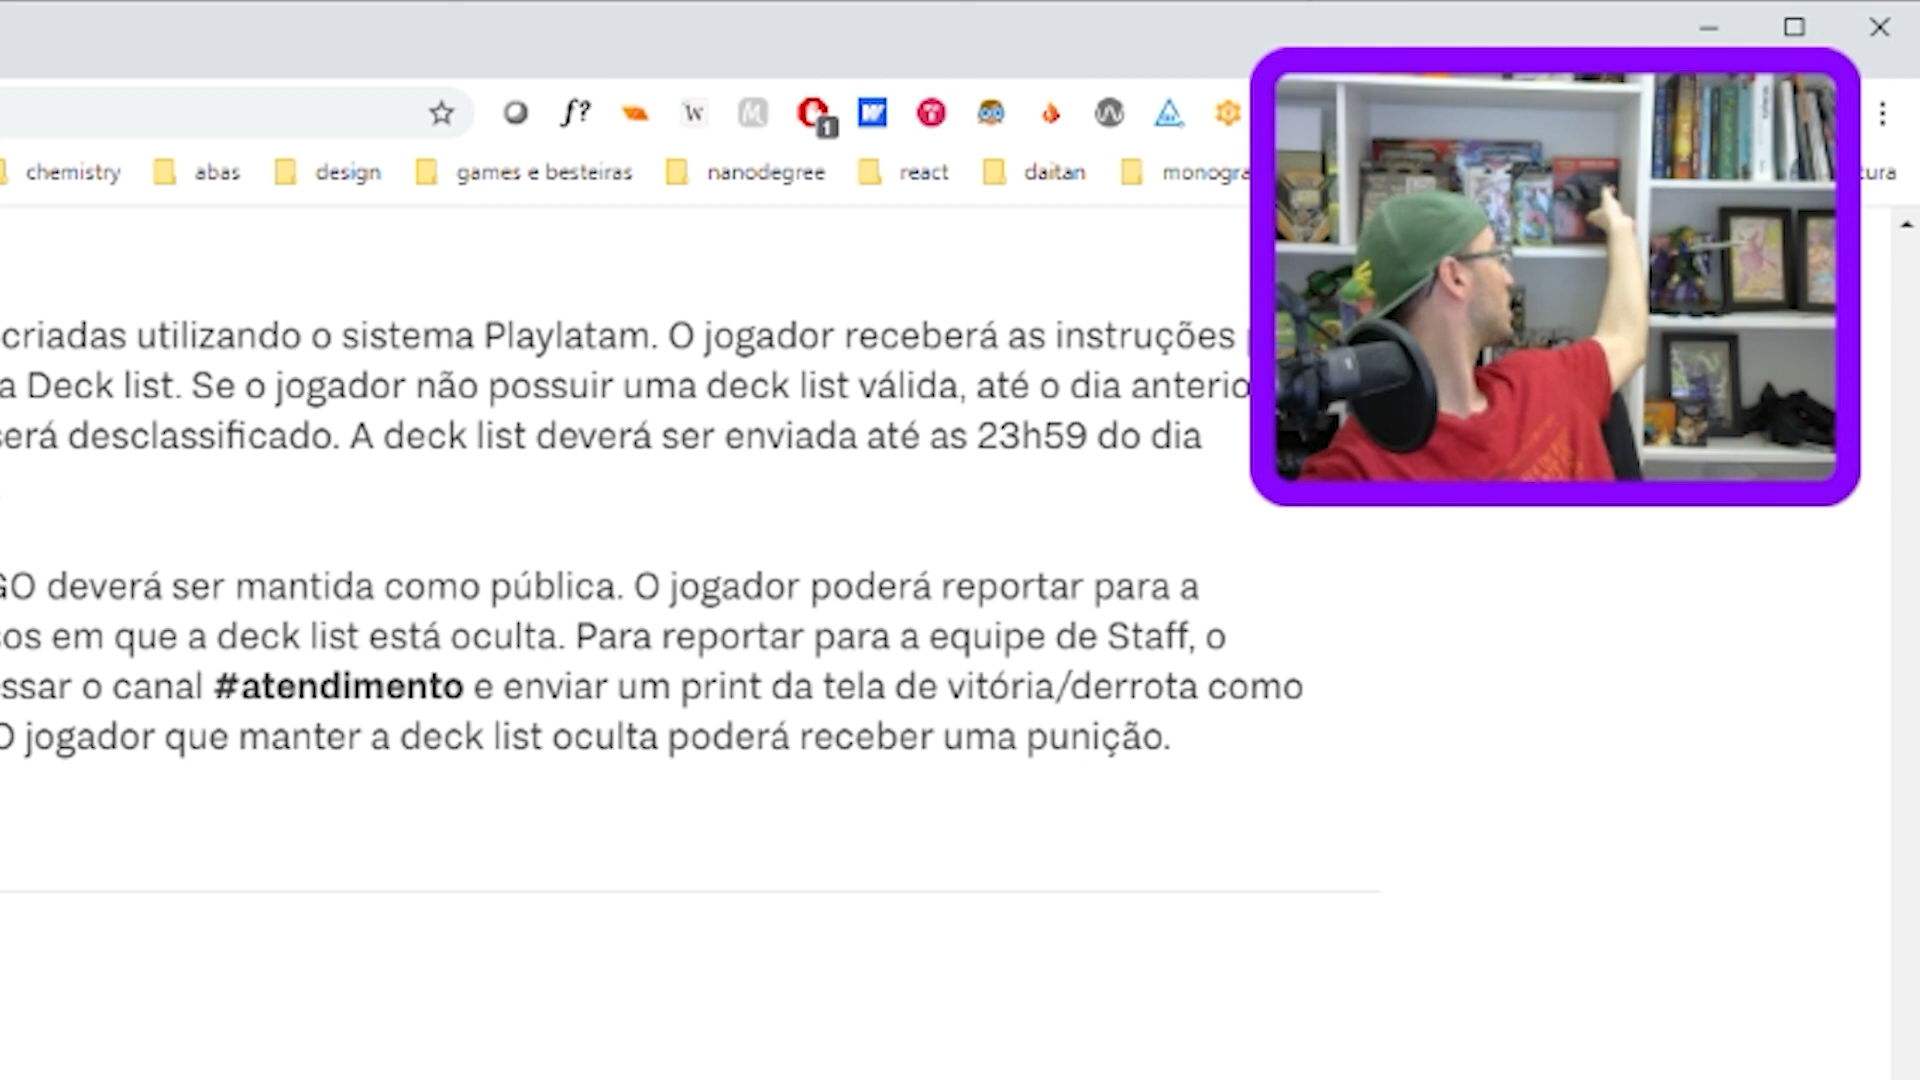 f?
W
M
1
chemistry
abas
design
games e besteiras
nanodegree
react
daitan
monogra
tura
criadas utilizando o sistema Playlatam. O jogador receberá as instruções
a Deck list. Se o jogador não possuir uma deck list válida, até o dia anterio
será desclassificado. A deck list deverá ser enviada até as 23h59 do dia
GO deverá ser mantida como pública. O jogador poderá reportar para a
sos em que a deck list está oculta. Para reportar para a equipe de Staff, o
ssar o canal #atendimento e enviar um print da tela de vitória/derrota como
O jogador que manter a deck list oculta poderá receber uma punição.